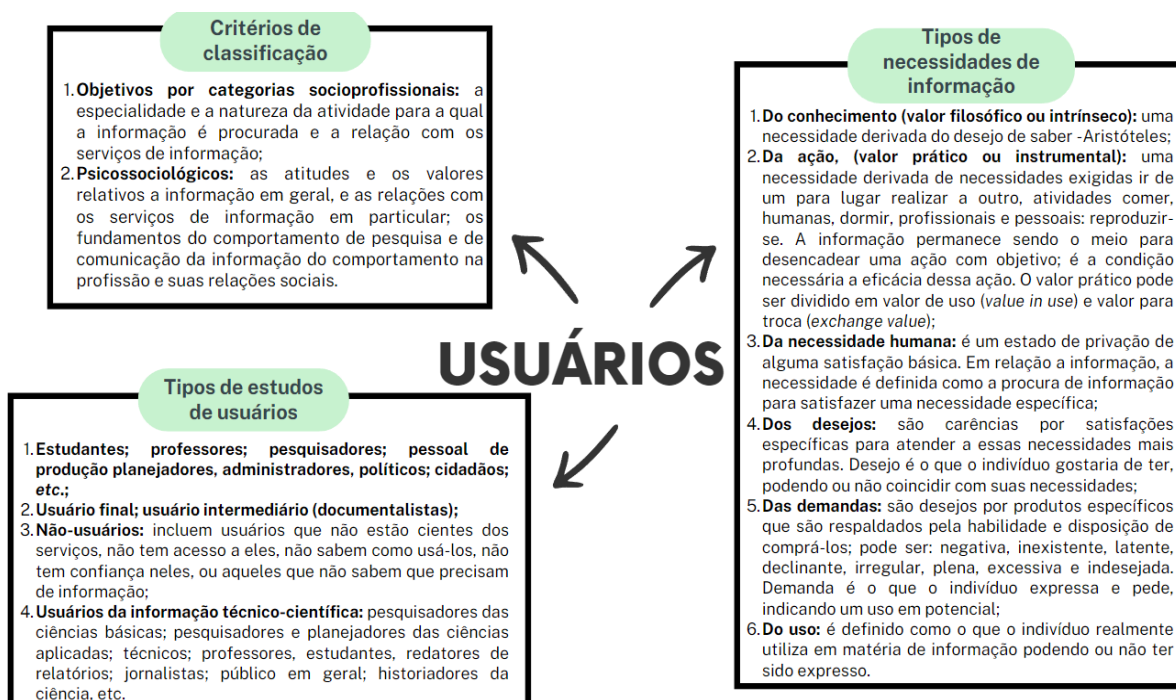 Critérios de
classificação
1. Objetivos por categorias socioprofissionais: a
especialidade e a natureza da atividade para a qual
a informação é procurada e a relação com os
serviços de informação;
2. Psicossociológicos: as atitudes e os valores
relativos a informação em geral, e as relações com
os serviços de informação em particular; os
fundamentos do comportamento de pesquisa e de
comunicação da informação do comportamento na
profissão e suas relações sociais.
Tipos de
necessidades de
informação
1. Do conhecimento (valor filosófico ou intrínseco): uma
necessidade derivada do desejo de saber -Aristóteles;
2. Da ação, (valor prático ou instrumental): uma
necessidade derivada de necessidades exigidas ir de
um para lugar realizar a outro, atividades comer,
humanas, dormir, profissionais e pessoais: reproduzir-
se. A informação permanece sendo o meio para
desencadear uma ação com objetivo; é a condição
necessária a eficácia dessa ação. O valor prático pode
ser dividido em valor de uso (value in use) e valor para
troca (exchange value);
3. Da necessidade humana: é um estado de privação de
alguma satisfação básica. Em relação a informação, a
necessidade é definida como a procura de informação
para satisfazer uma necessidade específica;
4. Dos desejos: são carências por satisfações
específicas para atender a essas necessidades mais
profundas. Desejo é o que o indivíduo gostaria de ter,
podendo ou não coincidir com suas necessidades;
5. Das demandas: são desejos por produtos específicos
que são respaldados pela habilidade e disposição de
comprá-los; pode ser: negativa, inexistente, latente,
declinante, irregular, plena, excessiva e indesejada.
Demanda é o que o indivíduo expressa e pede,
indicando um uso em potencial;
6. Do uso: é definido como o que o indivíduo realmente
utiliza em matéria de informação podendo ou não ter
sido expresso.
USUÁRIOS
Tipos de estudos
de usuários
1. Estudantes; professores; pesquisadores; pessoal de
produção planejadores, administradores, políticos; cidadãos;
etc.;
2. Usuário final; usuário intermediário (documentalistas);
3. Não-usuários: incluem usuários que não estão cientes dos
serviços, não tem acesso a eles, não sabem como usá-los, não
tem confiança neles, ou aqueles que não sabem que precisam
de informação;
4. Usuários da informação técnico-científica: pesquisadores das
ciências básicas; pesquisadores e planejadores das ciências
aplicadas; técnicos; professores, estudantes, redatores de
relatórios; jornalistas; público em geral; historiadores da
ciência, etc.